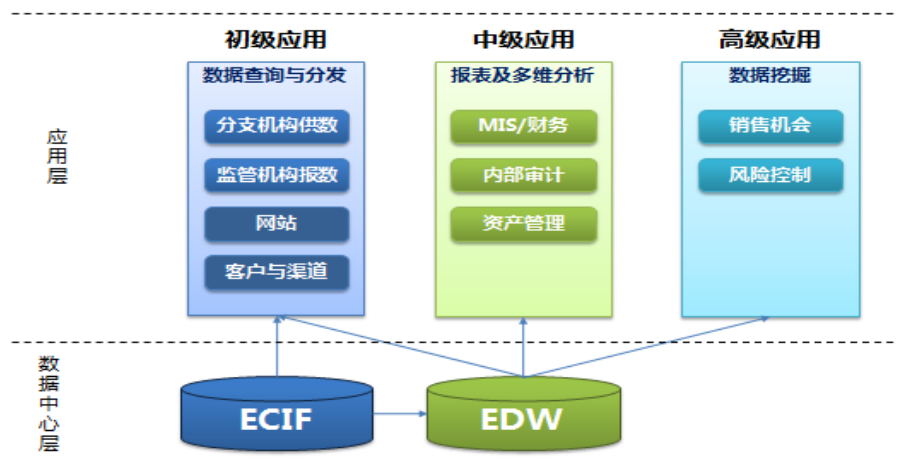 初级应用
中级应用
高级应用
应用层
数据查询与分发
分支机构供数
监管机构报数
网站
客户与渠道
报表及多维分析
MIS/财务
内部审计
资产管理
数据挖掘
销售机会
风险控制
数据中心层
ECIF
EDW